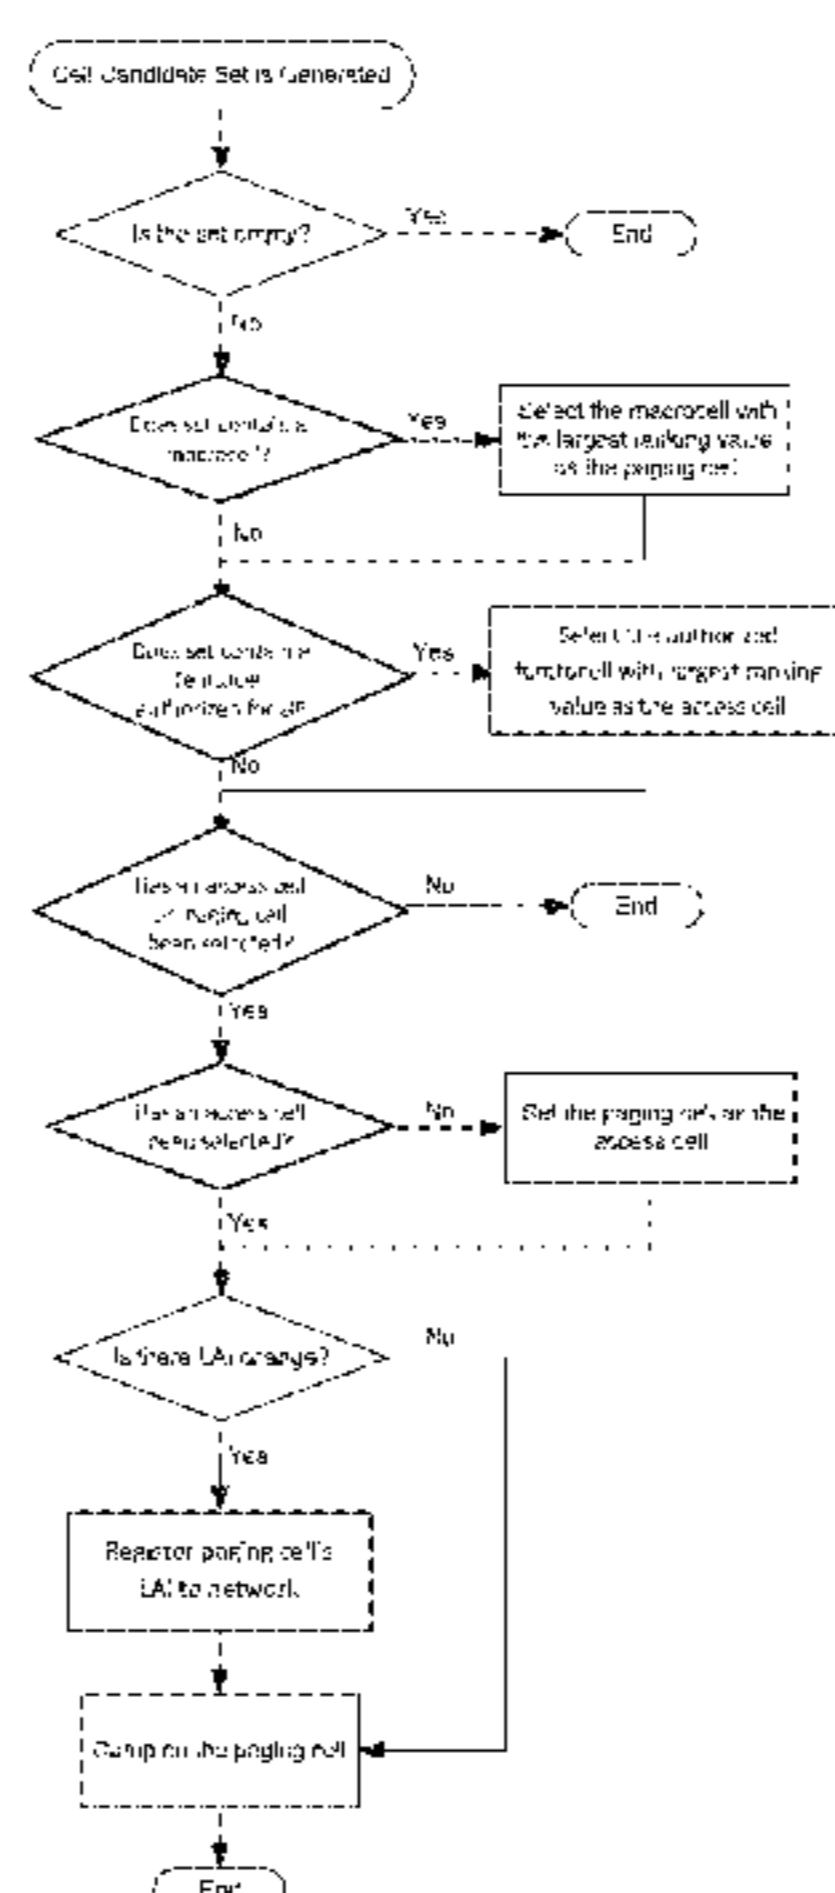 Cell Candidate Set is Generated
Is the set empty?
Yes
End
No
Does set contain a
macrocell?
Yes
Select the macrocell with
the largest ranking value
as the paging cell
No
Does set contain a
femtocell
authorized for
Yes
Select the authorized
femtocell with largest ranking
value as the access cell
No
Has an access cell
or paging cell
been selected?
No
End
Yes
Has an access cell
been selected?
No
Set the paging cell as the
access cell
Yes
Is there LAI change?
No
Yes
Register paging cell's
LAI to network
Camp on the paging cell
End